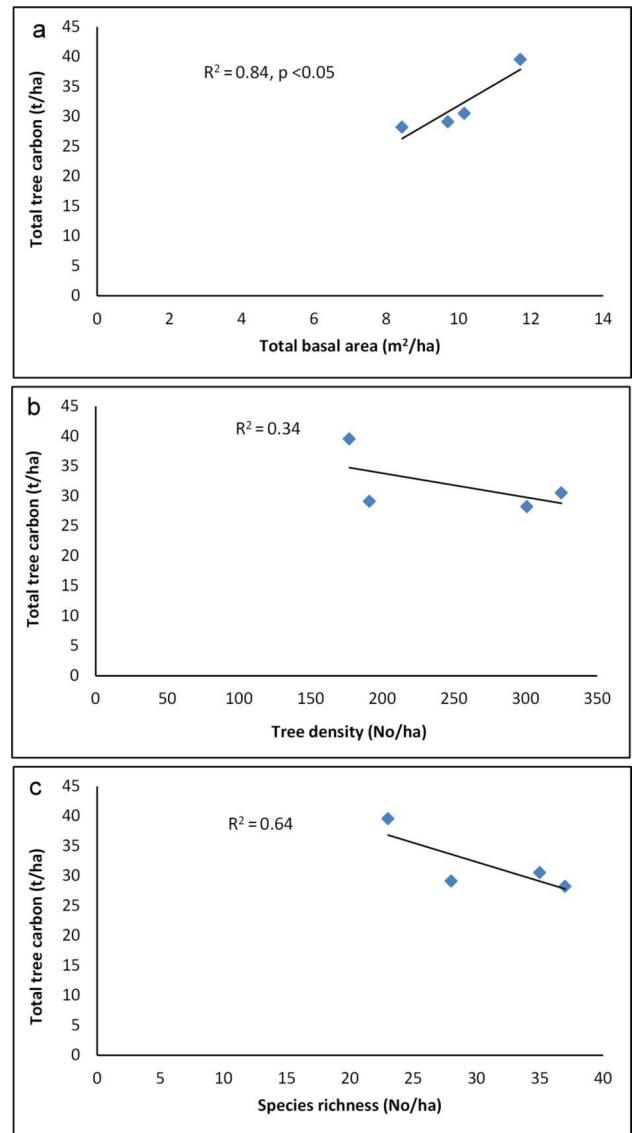 a
R² = 0.84, p <0.05
Total tree carbon (t/ha)
45
40
35
30
25
20
15
10
5
0
0 2 4 6 8 10 12 14
Total basal area (m²/ha)
b
R² = 0.34
Total tree carbon (t/ha)
45
40
35
30
25
20
15
10
5
0
0 50 100 150 200 250 300 350
Tree density (No/ha)
c
R² = 0.64
Total tree carbon (t/ha)
45
40
35
30
25
20
15
10
5
0
0 5 10 15 20 25 30 35 40
Species richness (No/ha)